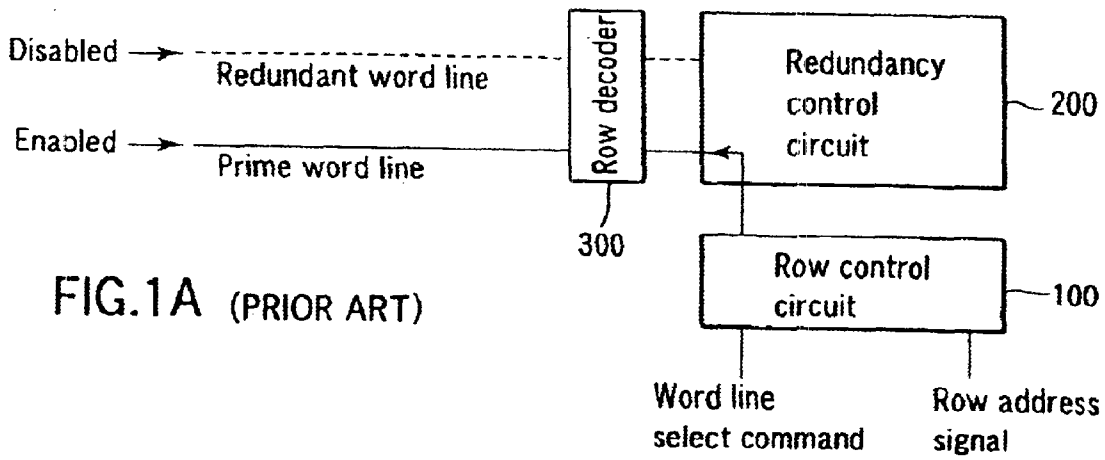 Disabled
Redundant word line
Enabled
Prime word line
Row decoder
300
Redundancy
control
circuit
200
Row control
circuit
100
Word line
select command
Row address
signal
FIG.1A (PRIOR ART)